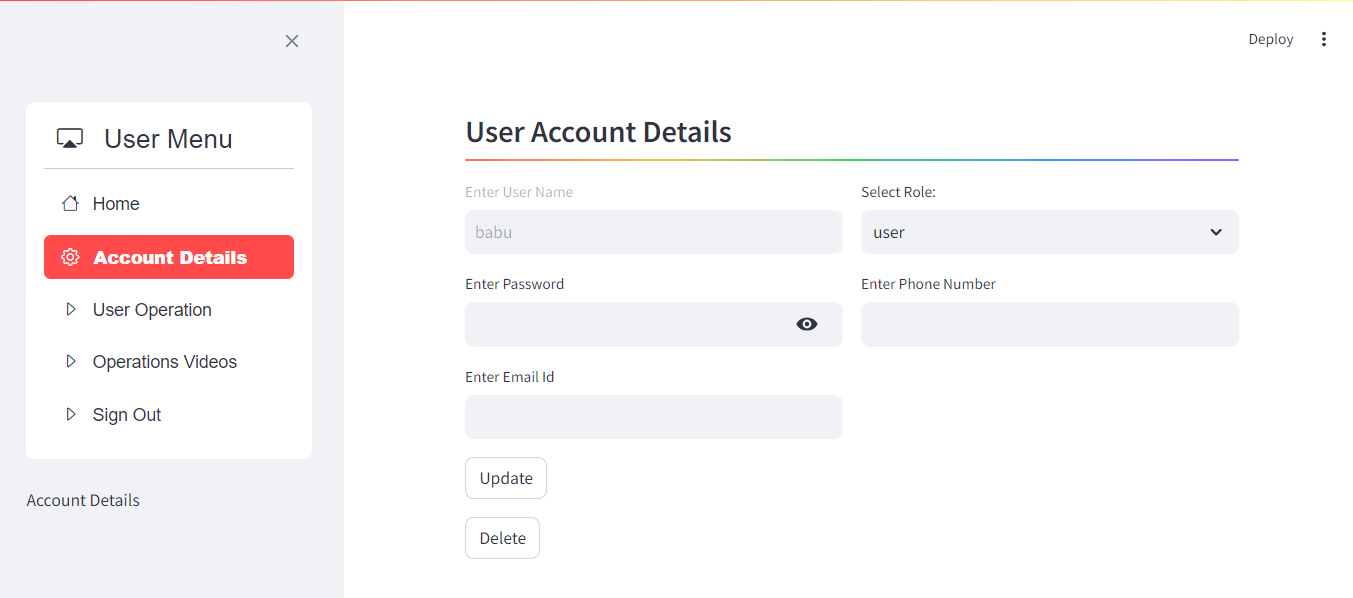 Deploy
User Menu
Home
Account Details
User Operation
Operations Videos
Sign Out
Account Details
User Account Details
Enter User Name
babu
Select Role:
user
Enter Password
Enter Phone Number
Enter Email Id
Update
Delete